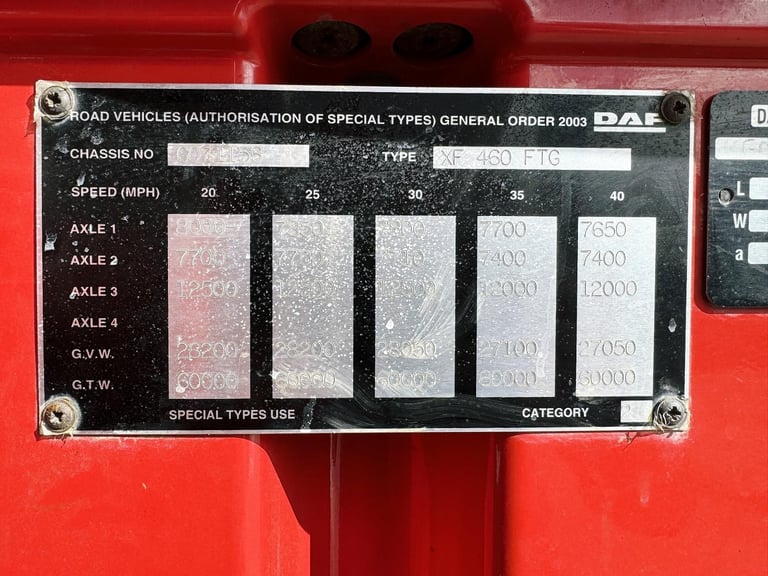 ROAD VEHICLES (AUTHORISATION OF SPECIAL TYPES) GENERAL ORDER 2003 DAF
CHASSIS NO TYPE XF 460 FTG
SPEED (MPH) 20 25 30 35 40
AXLE 1 8000 7700 7650
AXLE 2 7700 7400 7400
AXLE 3 12500 12000 12000
AXLE 4
G.V.W. 28200 28200 28050 27100 27050
G.T.W. 60000 60000 60000 60000
SPECIAL TYPES USE CATEGORY
L
W
a